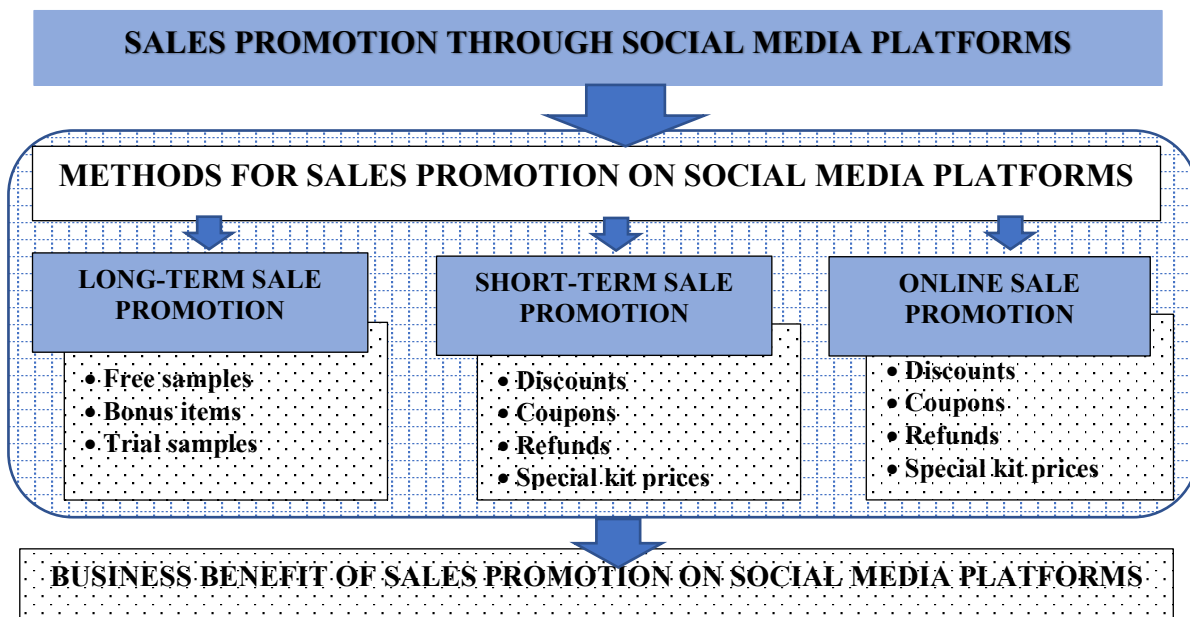 SALES PROMOTION THROUGH SOCIAL MEDIA PLATFORMS
METHODS FOR SALES PROMOTION ON SOCIAL MEDIA PLATFORMS
LONG-TERM SALE
PROMOTION
• Free samples
• Bonus items
• Trial samples
SHORT-TERM SALE
PROMOTION
• Discounts
• Coupons
• Refunds
• Special kit prices
ONLINE SALE
PROMOTION
• Discounts
• Coupons
• Refunds
• Special kit prices
BUSINESS BENEFIT OF SALES PROMOTION ON SOCIAL MEDIA PLATFORMS